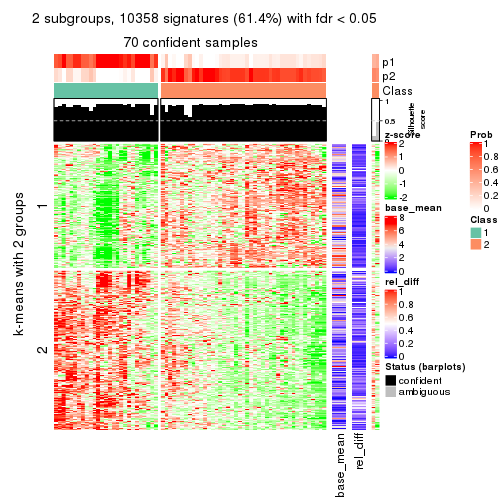 2 subgroups, 10358 signatures (61.4%) with fdr < 0.05
70 confident samples
p1
p2
Class
1
0.5
0
Silhouette
score
k-means with 2 groups
1
2
base_mean
rel_diff
z-score
2
1
0
-1
-2
base_mean
8
6
4
2
0
rel_diff
1
0.8
0.6
0.4
0.2
0
Status (barplots)
confident
ambiguous
Prob
1
0.8
0.6
0.4
0.2
0
Class
1
2